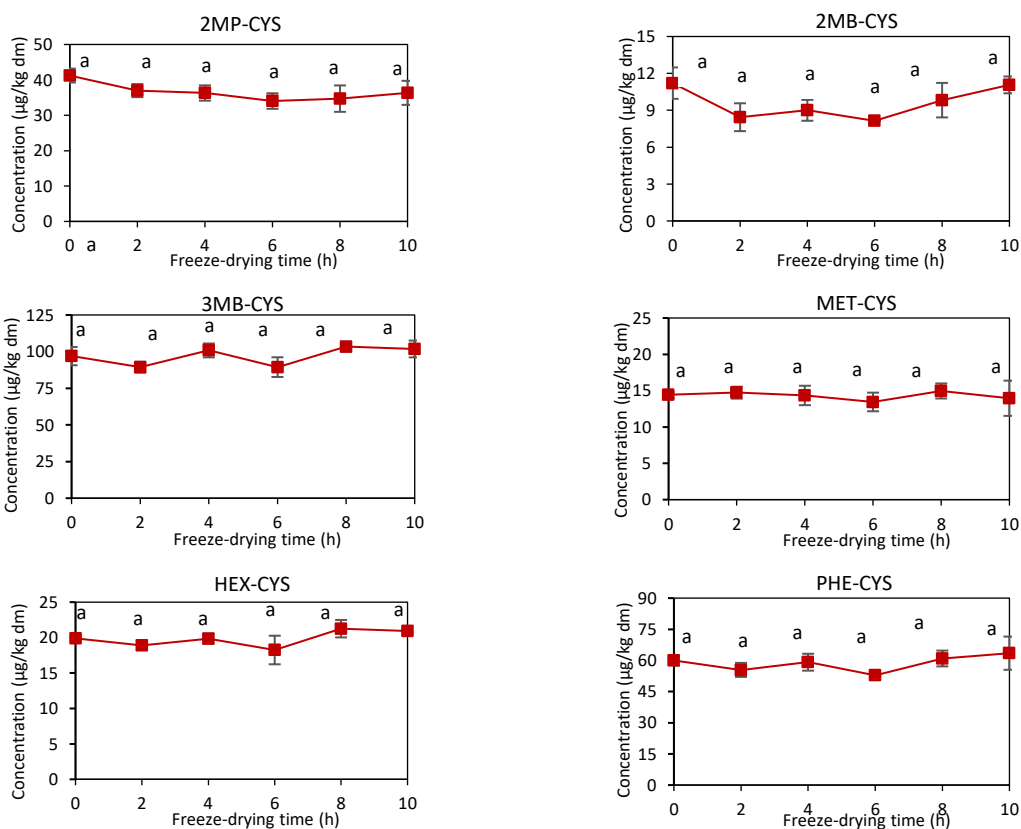 2MP-CYS
Concentration (µg/kg dm)
50
40
30
20
10
0
a a a a a a
0 a 2 4 6 8 10
Freeze-drying time (h)
2MB-CYS
Concentration (µg/kg dm)
15
12
9
6
3
0
a a a a a a
0 2 4 6 8 10
Freeze-drying time (h)
3MB-CYS
Concentration (µg/kg dm)
125
100
75
50
25
0
a a a a a a
0 2 4 6 8 10
Freeze-drying time (h)
MET-CYS
Concentration (µg/kg dm)
25
20
15
10
5
0
a a a a a a
0 2 4 6 8 10
Freeze-drying time (h)
HEX-CYS
Concentration (µg/kg dm)
25
20
15
10
5
0
a a a a a a
0 2 4 6 8 10
Freeze-drying time (h)
PHE-CYS
Concentration (µg/kg dm)
90
75
60
45
30
15
0
a a a a a a
0 2 4 6 8 10
Freeze-drying time (h)